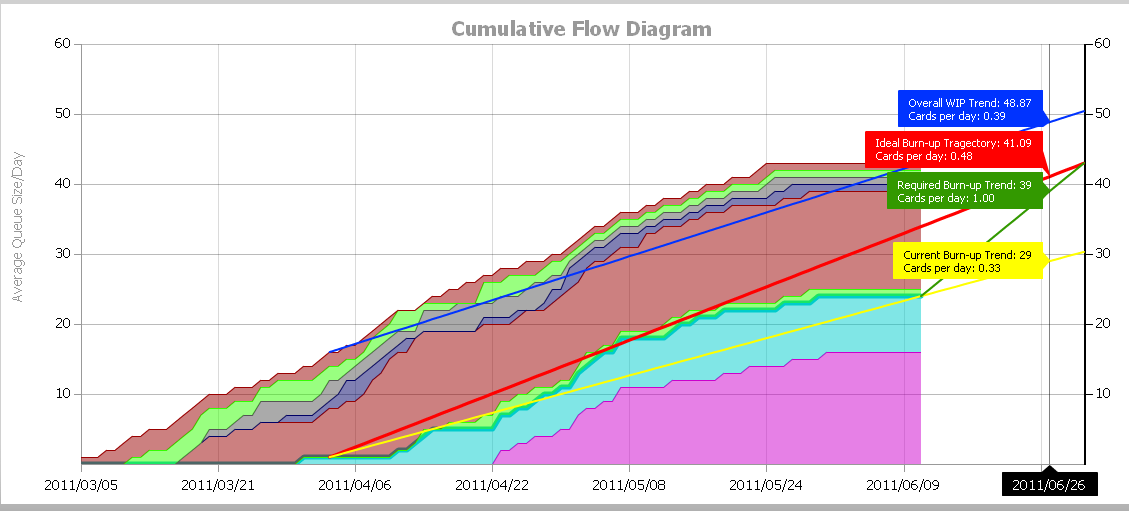 Cumulative Flow Diagram
60
60
50
50
40
40
30
30
20
20
10
10
Average Queue Size/Day
Overall WIP Trend: 48.87
Cards per day: 0.39
Ideal Burn-up Tragectory: 41.09
Cards per day: 0.48
Required Burn-up Trend: 39
Cards per day: 1.00
Current Burn-up Trend: 29
Cards per day: 0.33
2011/03/05
2011/03/21
2011/04/06
2011/04/22
2011/05/08
2011/05/24
2011/06/09
2011/06/26